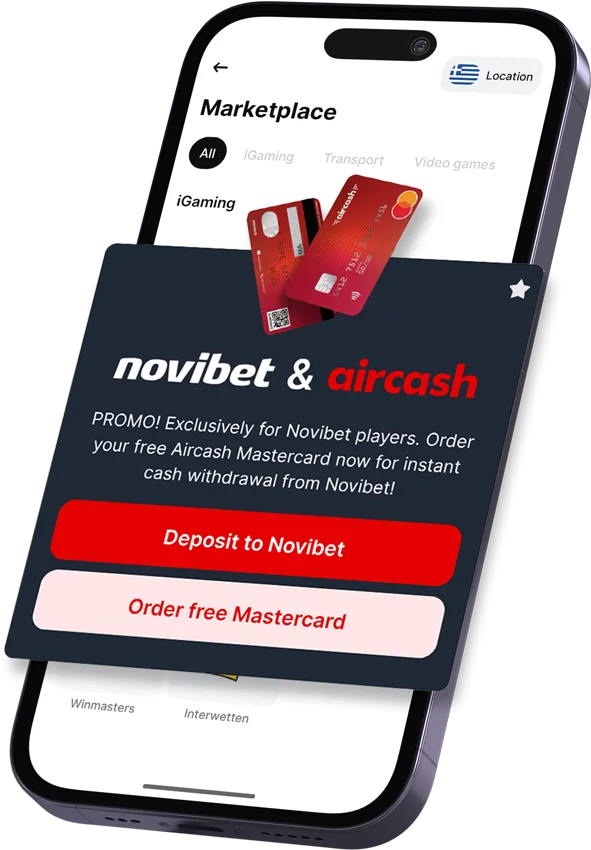 Location
Marketplace
All
iGaming
Transport
Video games
iGaming
aircash
novibet & aircash
PROMO! Exclusively for Novibet players. Order
your free Aircash Mastercard now for instant
cash withdrawal from Novibet!
Deposit to Novibet
Order free Mastercard
Winmasters
Interwetten